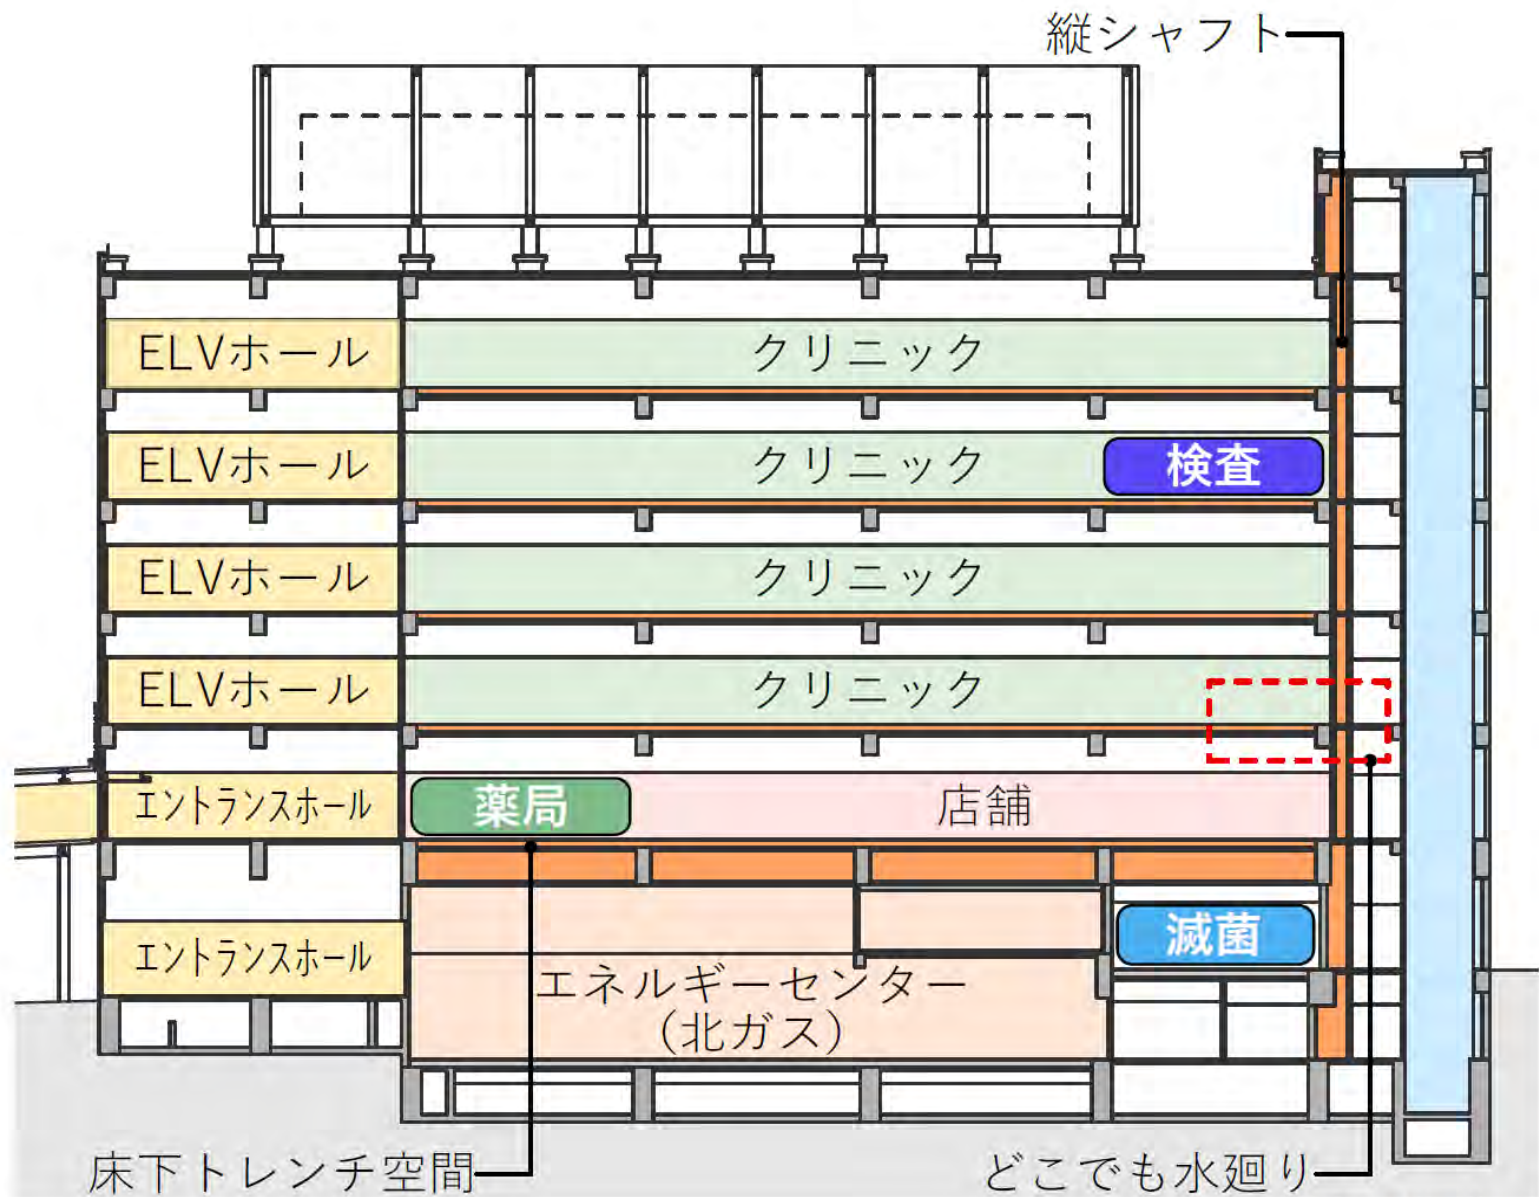 縦シャフト
ELVホール
クリニック
ELVホール
クリニック
検査
ELVホール
クリニック
ELVホール
クリニック
エントランスホール
薬局
店舗
エントランスホール
滅菌
エネルギーセンター
(北ガス)
床下トレンチ空間
どこでも水廻り